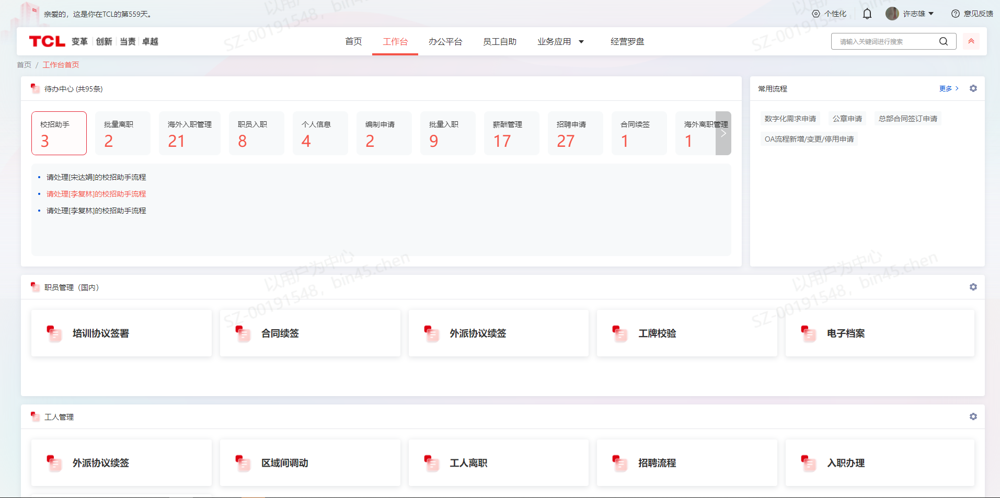 亲爱的，这是你在TCL的第559天。
个性化
许志雄
意见反馈
TCL 变革 创新 当责 卓越
首页
工作台
办公平台
员工自助
业务应用
经营罗盘
请输入关键词进行搜索
首页 / 工作台首页
待办中心 (共95条)
校招助手
3
批量离职
2
海外入职管理
21
职员入职
8
个人信息
4
编制申请
2
批量入职
9
薪酬管理
17
招聘申请
27
合同续签
1
海外离职管理
1
请处理[宋达娟]的校招助手流程
请处理[李复林]的校招助手流程
请处理[李复林]的校招助手流程
常用流程
更多
数字化需求申请
公章申请
总部合同签订申请
OA流程新增/变更/停用申请
职员管理（国内）
培训协议签署
合同续签
外派协议续签
工牌校验
电子档案
工人管理
外派协议续签
区域间调动
工人离职
招聘流程
入职办理
以用户为中心
SZ-00191548，bin45.chen
以用户为中心
SZ-00191548，bin45.chen